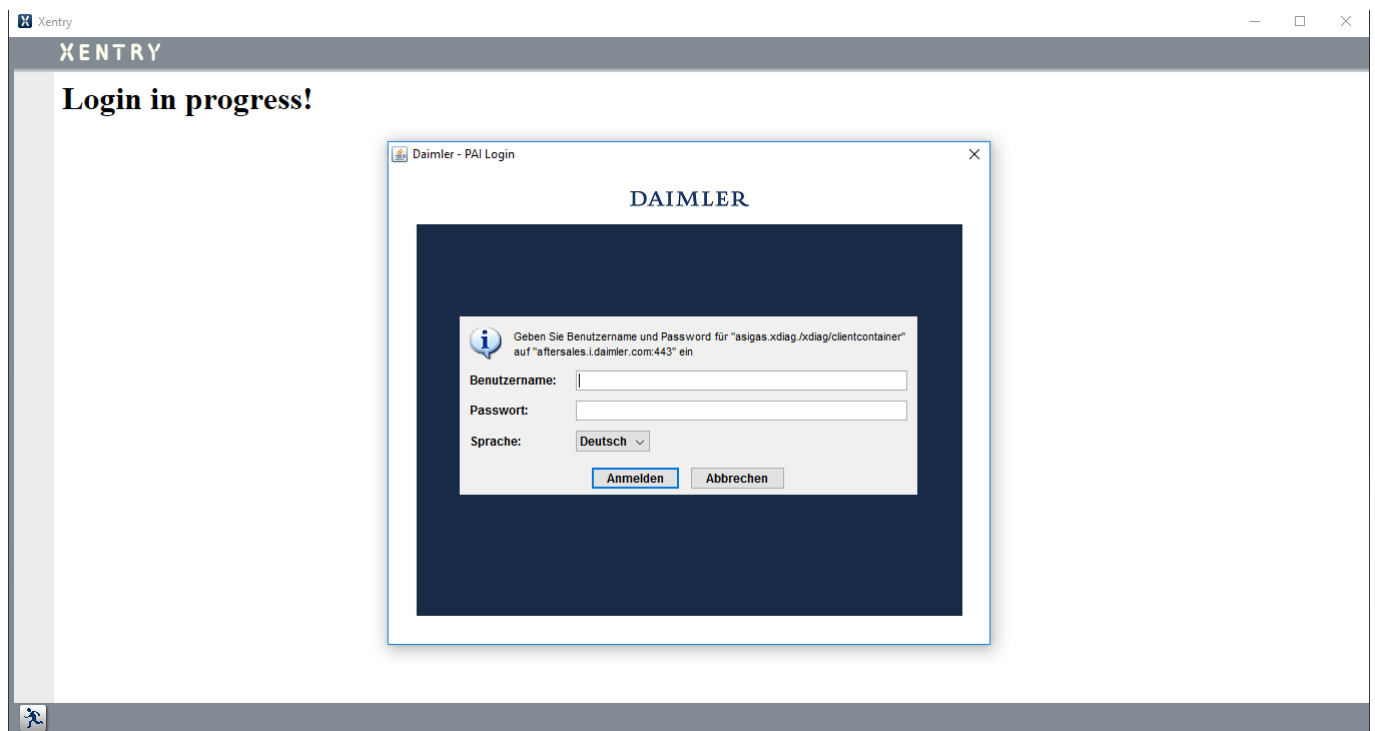 Xentry
XENTRY
Login in progress!
Daimler - PAI Login
DAIMLER
Geben Sie Benutzername und Password für "asigas.xdiag./xdiag/clientcontainer"
auf "aftersales.i.daimler.com:443" ein
Benutzername:
Passwort:
Sprache:
Deutsch
Anmelden
Abbrechen